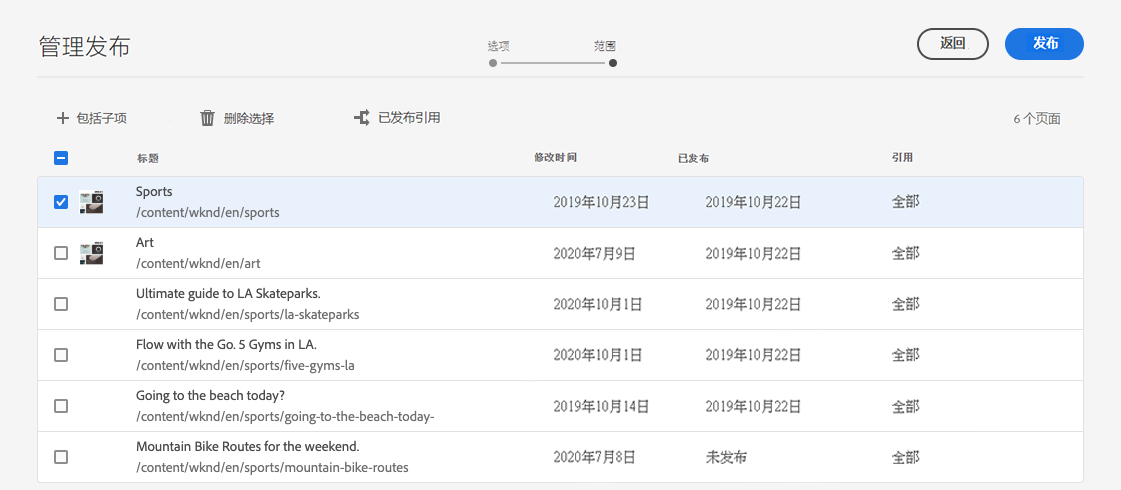 管理发布
选项 范围
返回 发布
包括子项 删除选择 已发布引用 6 个页面
标题 修改时间 已发布 引用
Sports
/content/wknd/en/sports
2019年10月23日 2019年10月22日 全部
Art
/content/wknd/en/art
2020年7月9日 2019年10月22日 全部
Ultimate guide to LA Skateparks.
/content/wknd/en/sports/la-skateparks
2020年10月1日 2019年10月22日 全部
Flow with the Go. 5 Gyms in LA.
/content/wknd/en/sports/five-gyms-la
2020年10月1日 2019年10月22日 全部
Going to the beach today?
/content/wknd/en/sports/going-to-the-beach-today-
2019年10月14日 2019年10月22日 全部
Mountain Bike Routes for the weekend.
/content/wknd/en/sports/mountain-bike-routes
2020年7月8日 未发布 全部